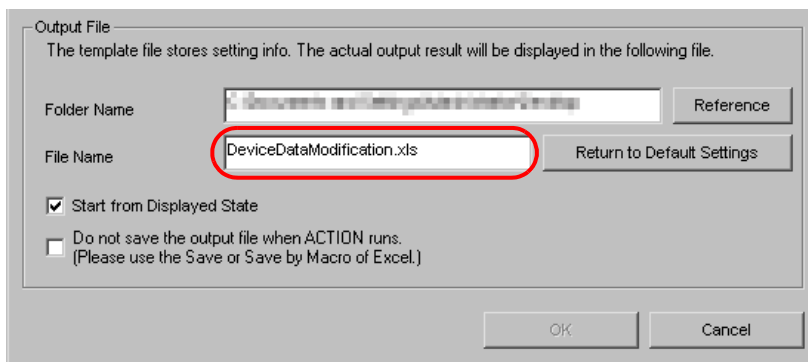 Output File
The template file stores setting info. The actual output result will be displayed in the following file.
Folder Name
Reference
File Name
DeviceDataModification.xls
Return to Default Settings
Start from Displayed State
Do not save the output file when ACTION runs.
(Please use the Save or Save by Macro of Excel.)
OK
Cancel